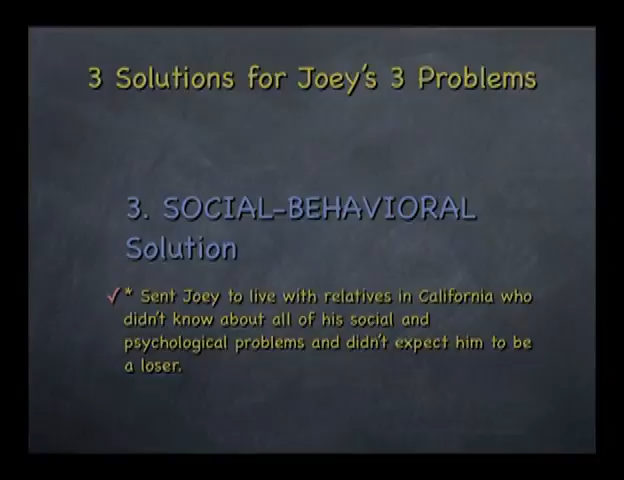 3 Solutions for Joey's 3 Problems
3. SOCIAL-BEHAVIORAL
Solution
✓ * Sent Joey to live with relatives in California who
didn't know about all of his social and
psychological problems and didn't expect him to be
a loser.